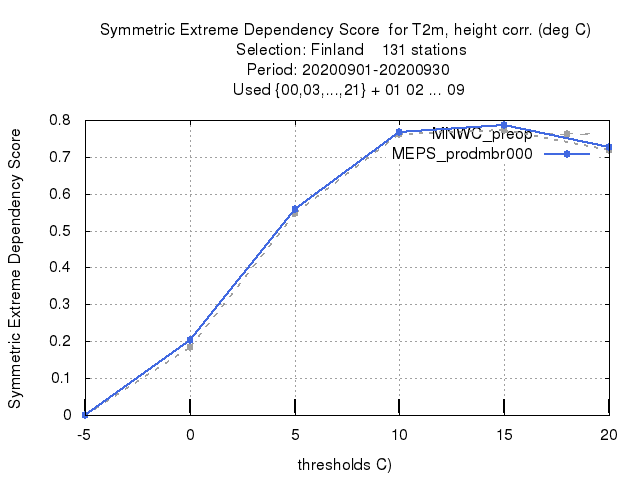 Symmetric Extreme Dependency Score  for T2m, height corr. (deg C)
Selection: Finland    131 stations
Period: 20200901-20200930
Used {00,03,...,21} + 01 02 ... 09
Symmetric Extreme Dependency Score
0.8
0.7
0.6
0.5
0.4
0.3
0.2
0.1
0
MNWC_preop
MEPS_prodmbr000
-5 0 5 10 15 20
thresholds C)